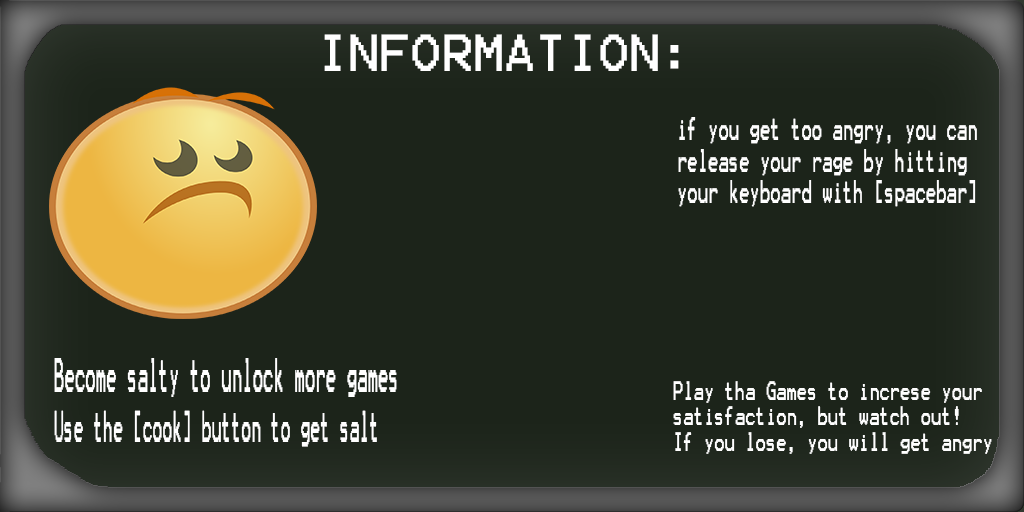 INFORMATION:
if you get too angry, you can
release your rage by hitting
your keyboard with [spacebar]
Become salty to unlock more games
Use the [cook] button to get salt
Play tha Games to increse your
satisfaction, but watch out!
If you lose, you will get angry